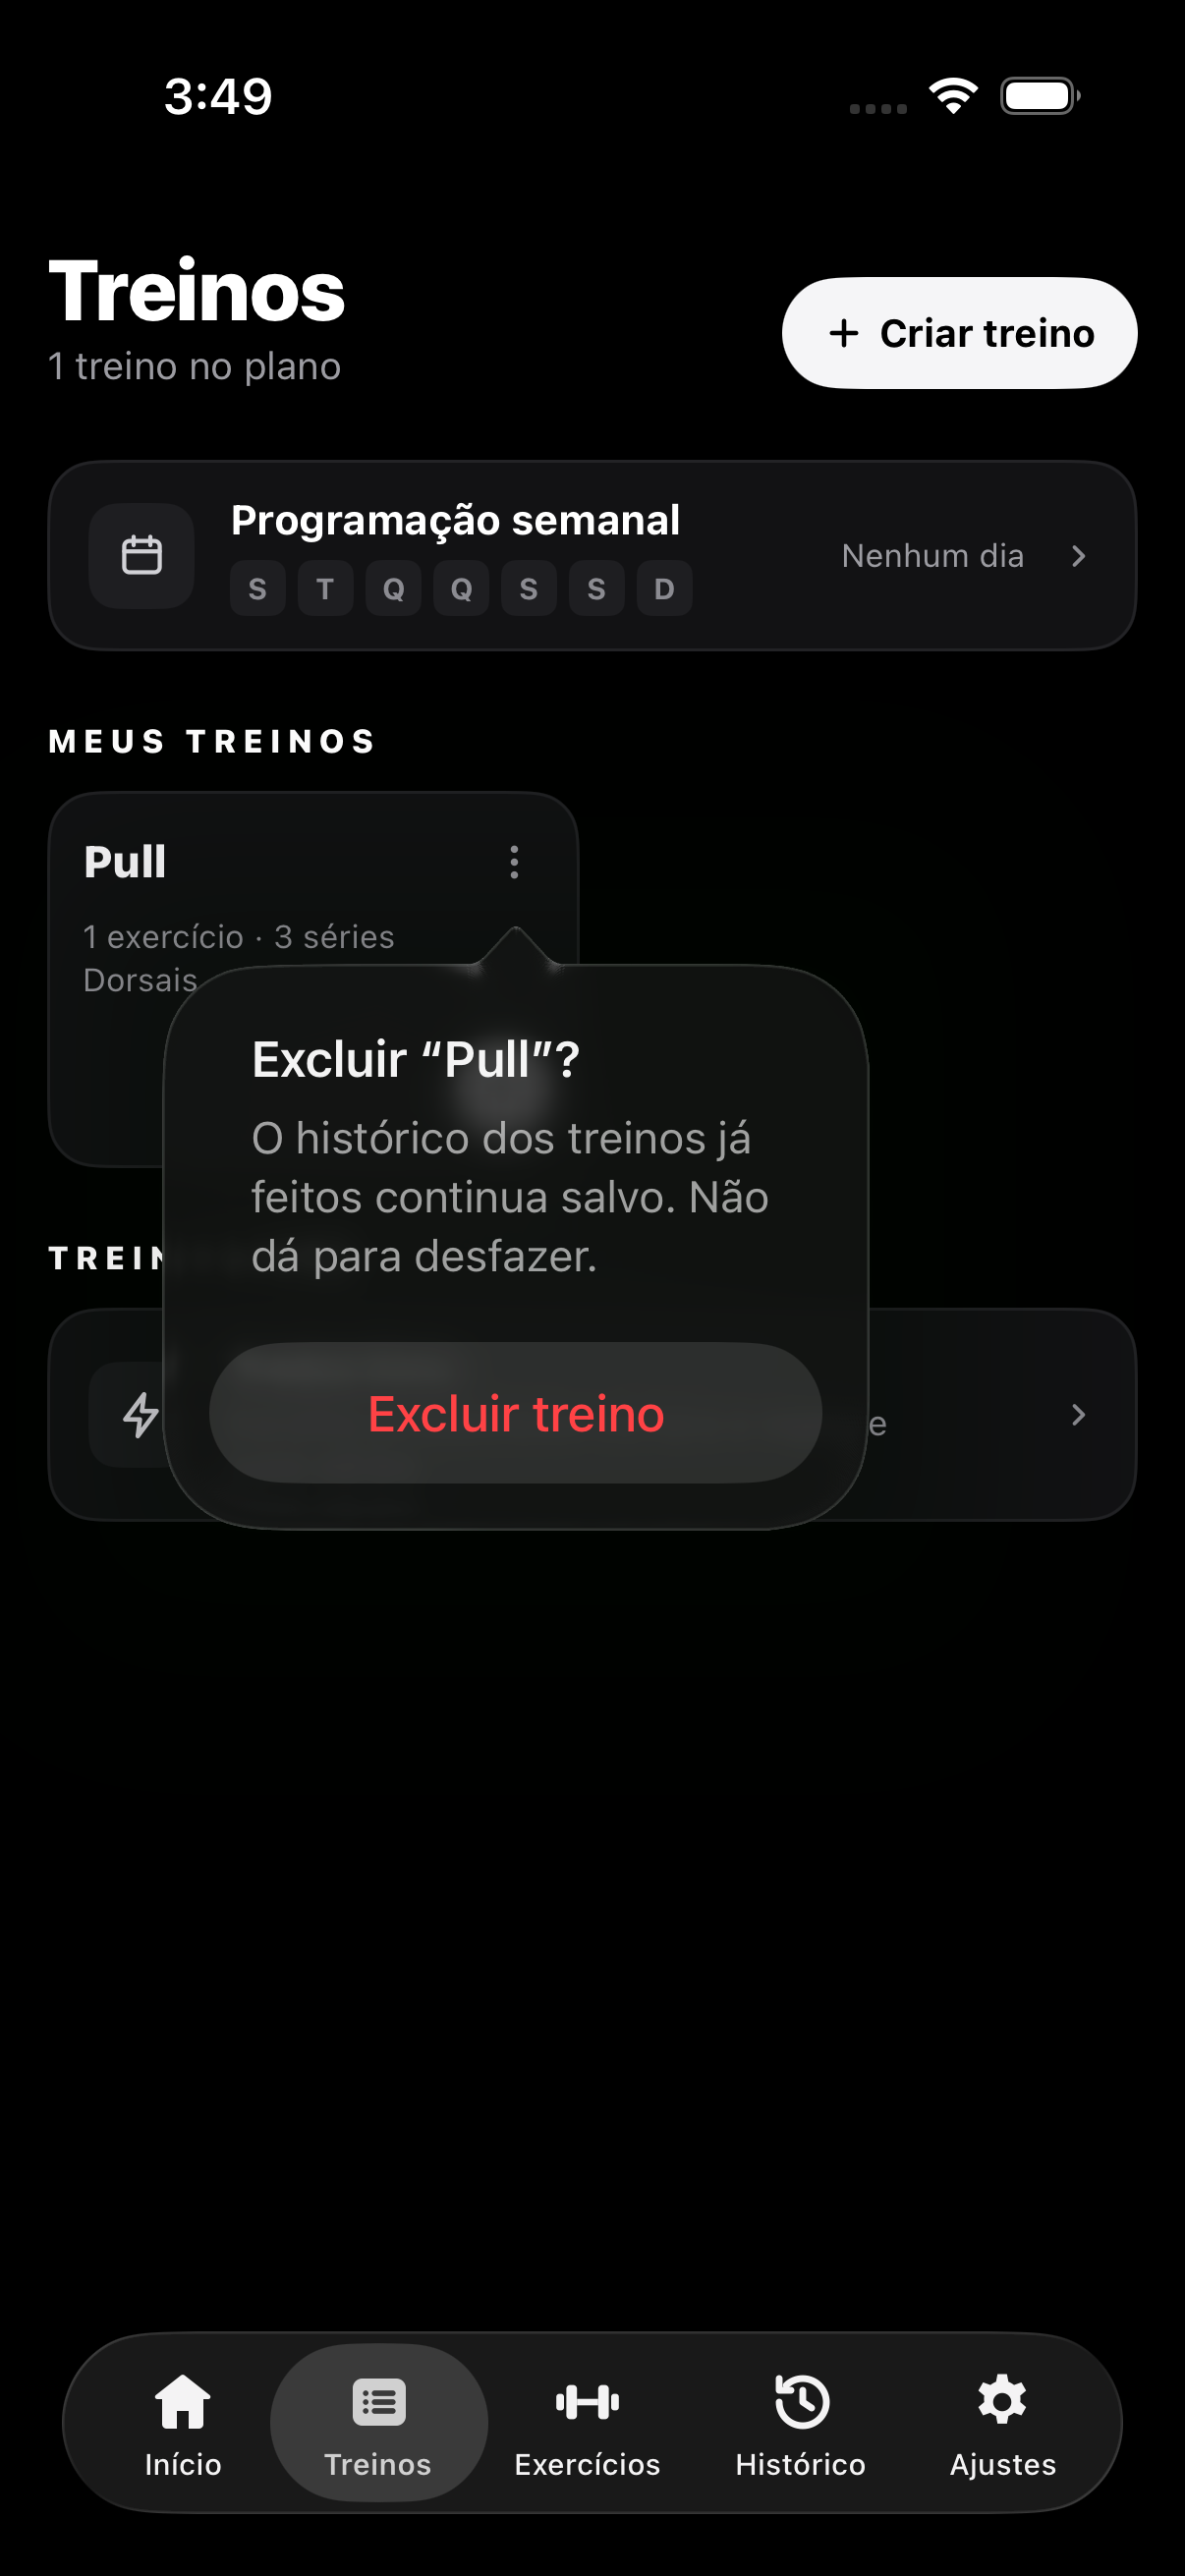 3:49
Treinos
1 treino no plano
+ Criar treino
Programação semanal
S T Q Q S S D
Nenhum dia
MEUS TREINOS
Pull
1 exercício · 3 séries
Dorsais
Excluir “Pull”?
O histórico dos treinos já
feitos continua salvo. Não
dá para desfazer.
Excluir treino
Início
Treinos
Exercícios
Histórico
Ajustes